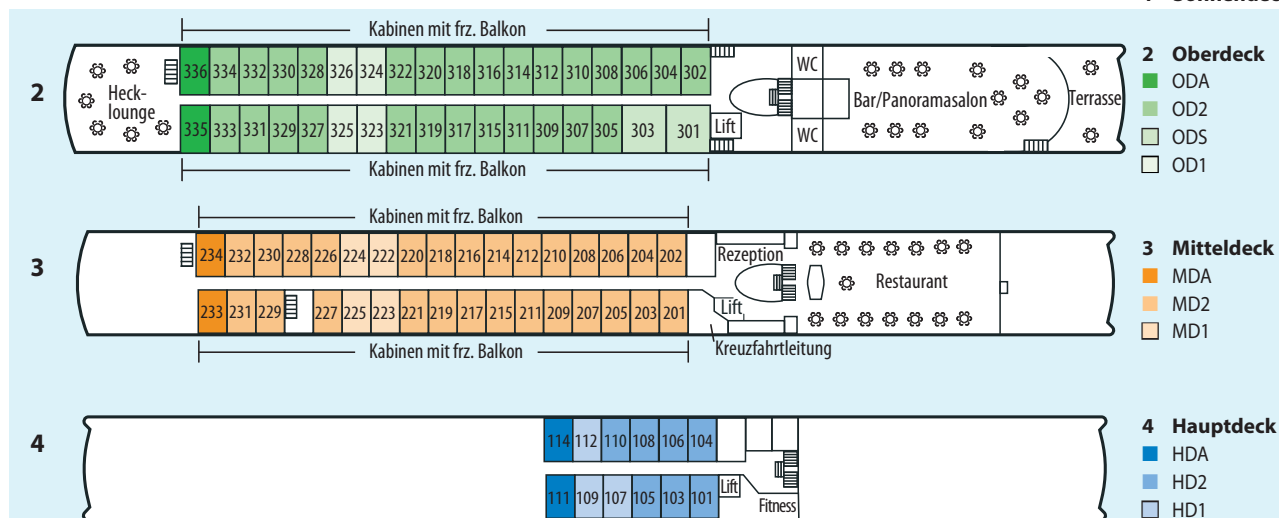 Kabinen mit frz. Balkon
2
336 334 332 330 328 326 324 322 320 318 316 314 312 310 308 306 304 302
WC
Heck-
lounge
Bar/Panoramasalon
Terrasse
335 333 331 329 327 325 323 321 319 317 315 311 309 307 305 303 301
Lift
WC
Kabinen mit frz. Balkon
2 Oberdeck
ODA
OD2
ODS
OD1
Kabinen mit frz. Balkon
3
234 232 230 228 226 224 222 220 218 216 214 212 210 208 206 204 202
Rezeption
Restaurant
233 231 229 227 225 223 221 219 217 215 211 209 207 205 203 201
Lift
Kreuzfahrtleitung
Kabinen mit frz. Balkon
3 Mitteldeck
MDA
MD2
MD1
4
114 112 110 108 106 104
111 109 107 105 103 101
Lift
Fitness
4 Hauptdeck
HDA
HD2
HD1